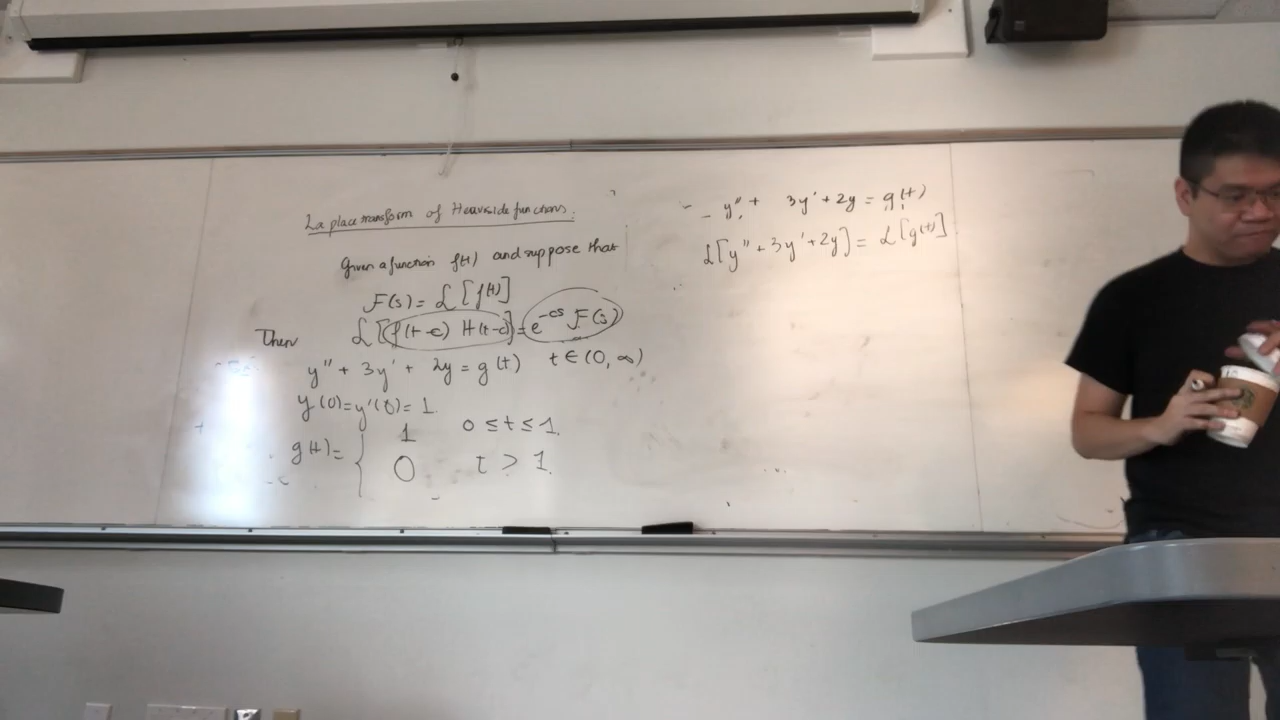 Laplace transform of Heaviside functions.
Given a function f(t) and suppose that
F(s) = L[f(t)]
Then L[f(t-c) H(t-c)] = e^{-cs} F(s)
y'' + 3y' + 2y = g(t) t ∈ (0, ∞)
y(0) = y'(0) = 1.
g(t) = { 1 0 ≤ t ≤ 1.
0 t > 1.
y'' + 3y' + 2y = g(t)
L[y'' + 3y' + 2y] = L[g(t)]